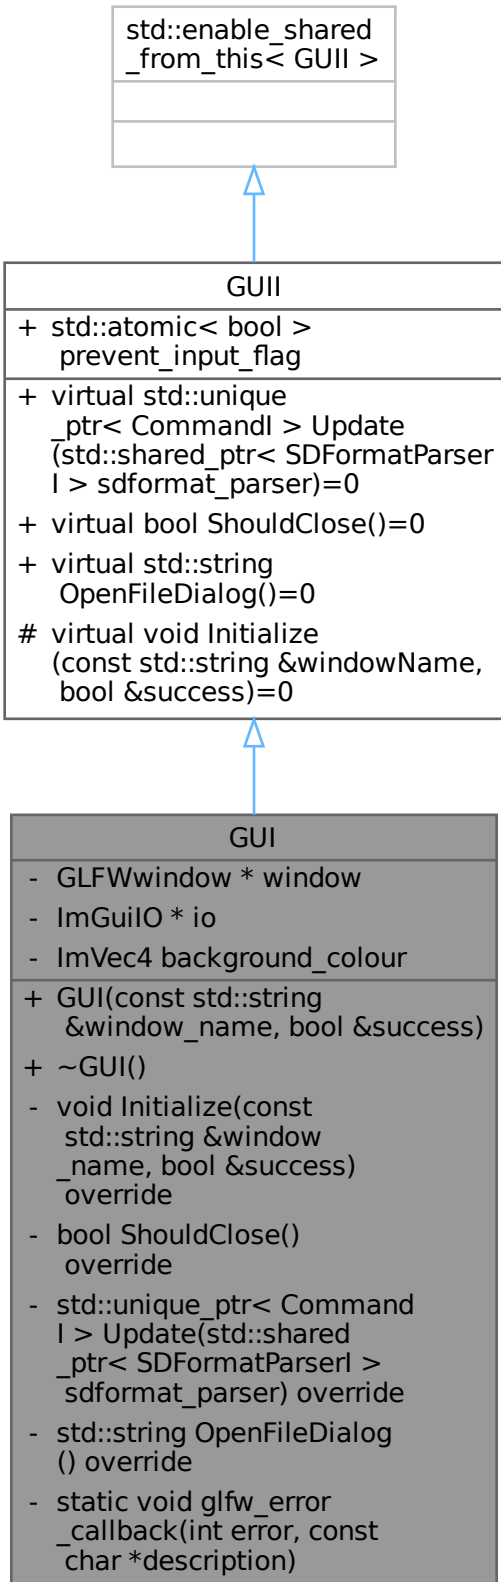 std::enable_shared
_from_this< GUII >
GUII
+ std::atomic< bool >
prevent_input_flag
+ virtual std::unique
_ptr< CommandI > Update
(std::shared_ptr< SDFormatParser
I > sdformat_parser)=0
+ virtual bool ShouldClose()=0
+ virtual std::string
OpenFileDialog()=0
# virtual void Initialize
(const std::string &windowName,
bool &success)=0
GUI
- GLFWwindow * window
- ImGuiIO * io
- ImVec4 background_colour
+ GUI(const std::string
&window_name, bool &success)
+ ~GUI()
- void Initialize(const
std::string &window
_name, bool &success)
override
- bool ShouldClose()
override
- std::unique_ptr< Command
I > Update(std::shared
_ptr< SDFormatParserI >
sdformat_parser) override
- std::string OpenFileDialog
() override
- static void glfw_error
_callback(int error, const
char *description)